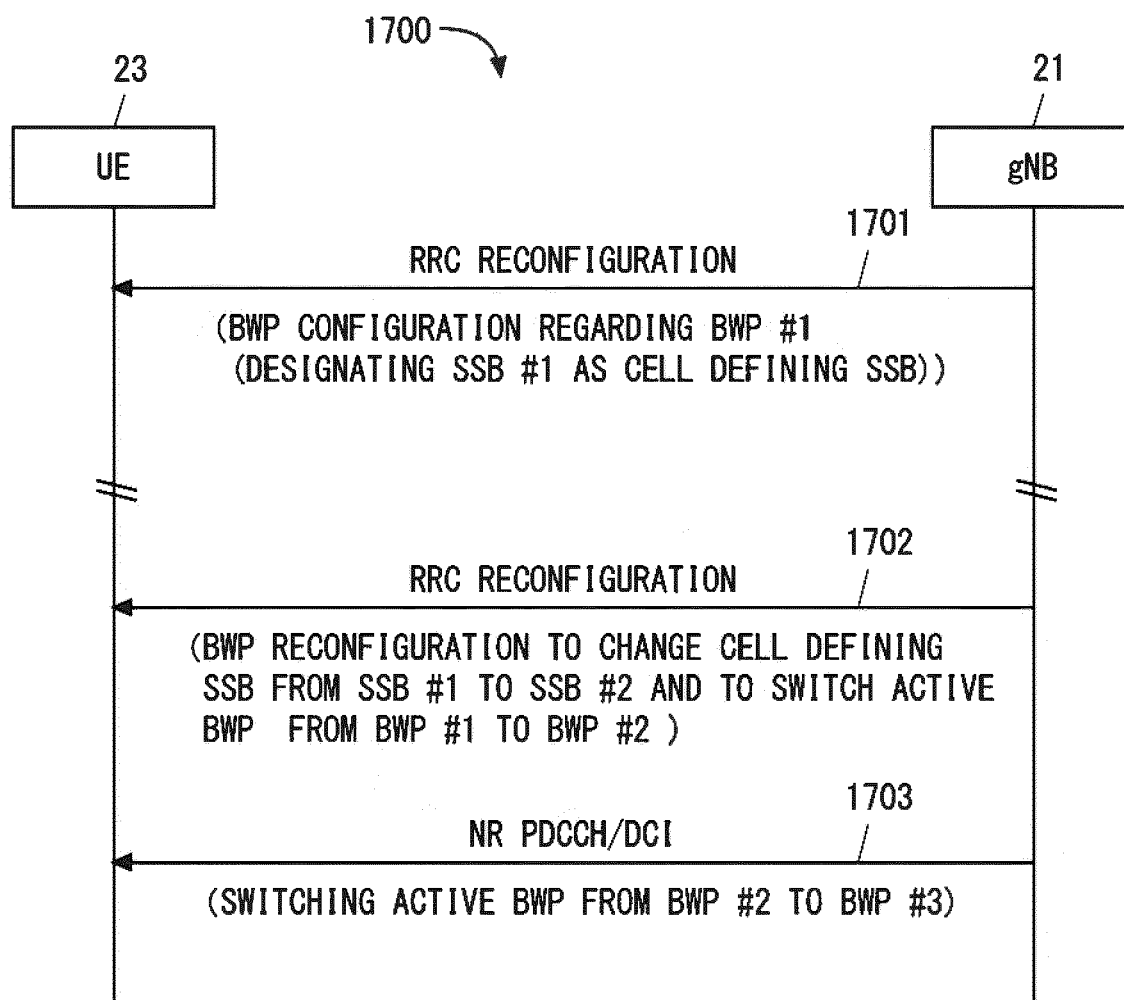 1700
23
21
UE
gNB
1701
RRC RECONFIGURATION
(BWP CONFIGURATION REGARDING BWP #1
(DESIGNATING SSB #1 AS CELL DEFINING SSB))
1702
RRC RECONFIGURATION
(BWP RECONFIGURATION TO CHANGE CELL DEFINING
SSB FROM SSB #1 TO SSB #2 AND TO SWITCH ACTIVE
BWP FROM BWP #1 TO BWP #2 )
1703
NR PDCCH/DCI
(SWITCHING ACTIVE BWP FROM BWP #2 TO BWP #3)